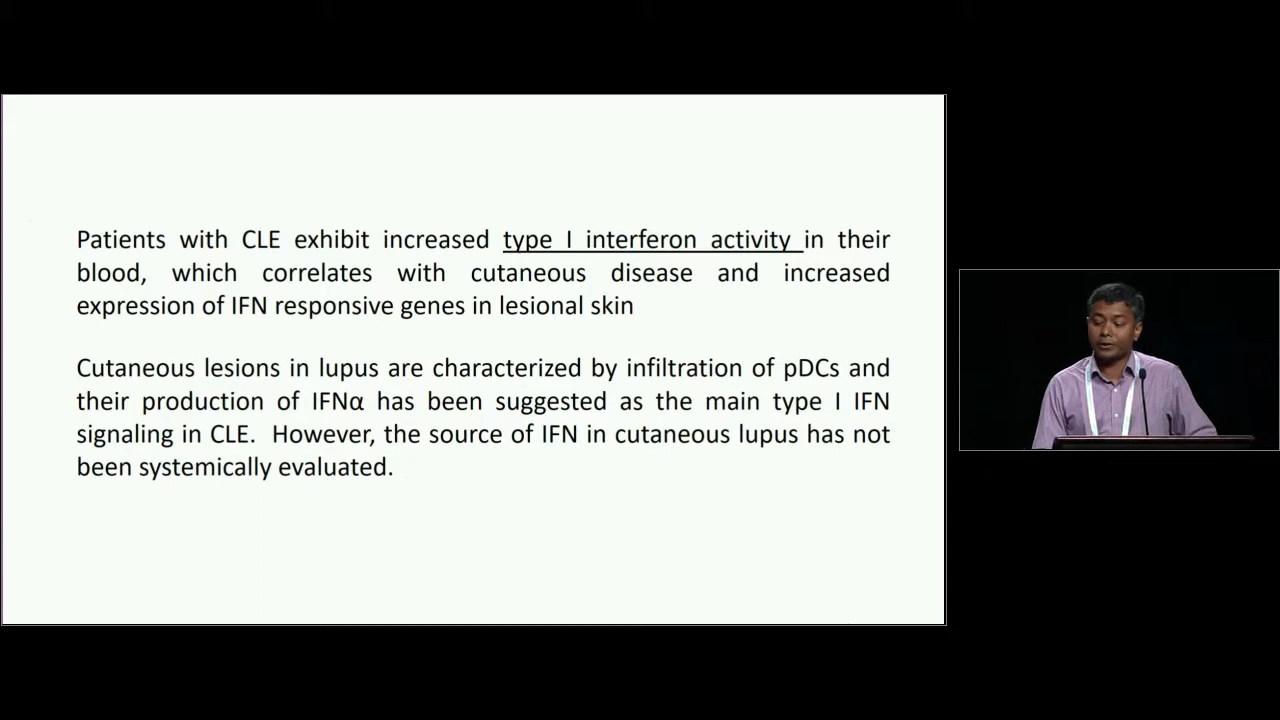 Patients with CLE exhibit increased type I interferon activity in their
blood, which correlates with cutaneous disease and increased
expression of IFN responsive genes in lesional skin
Cutaneous lesions in lupus are characterized by infiltration of pDCs and
their production of IFNα has been suggested as the main type I IFN
signaling in CLE. However, the source of IFN in cutaneous lupus has not
been systemically evaluated.